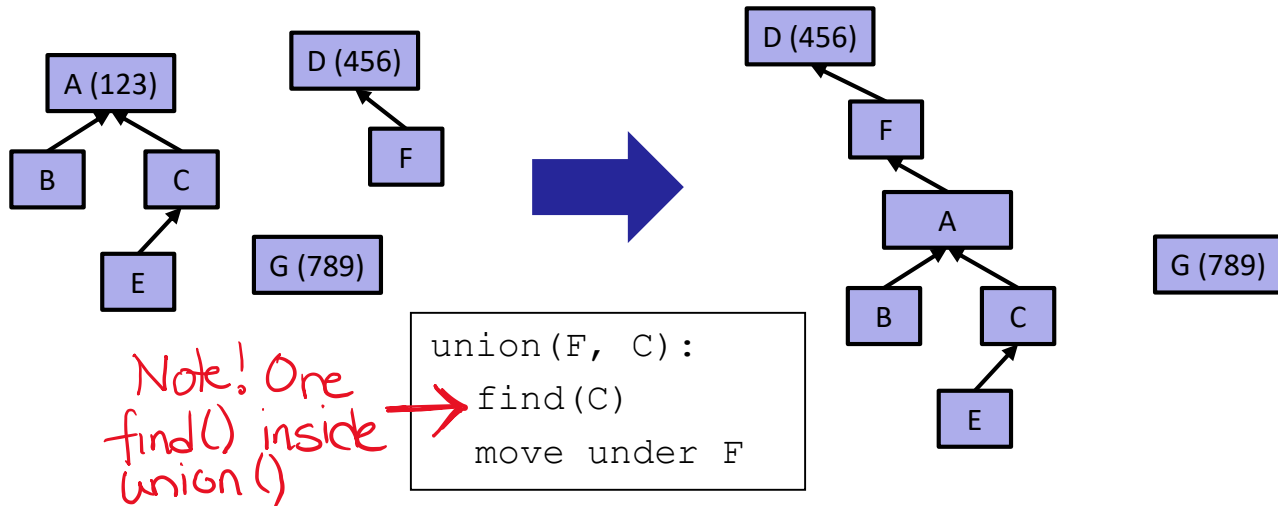 A (123)
B
C
E
D (456)
F
G (789)
D (456)
F
A
B
C
E
G (789)
Note! One
find() inside
union()
union(F, C):
find(C)
move under F